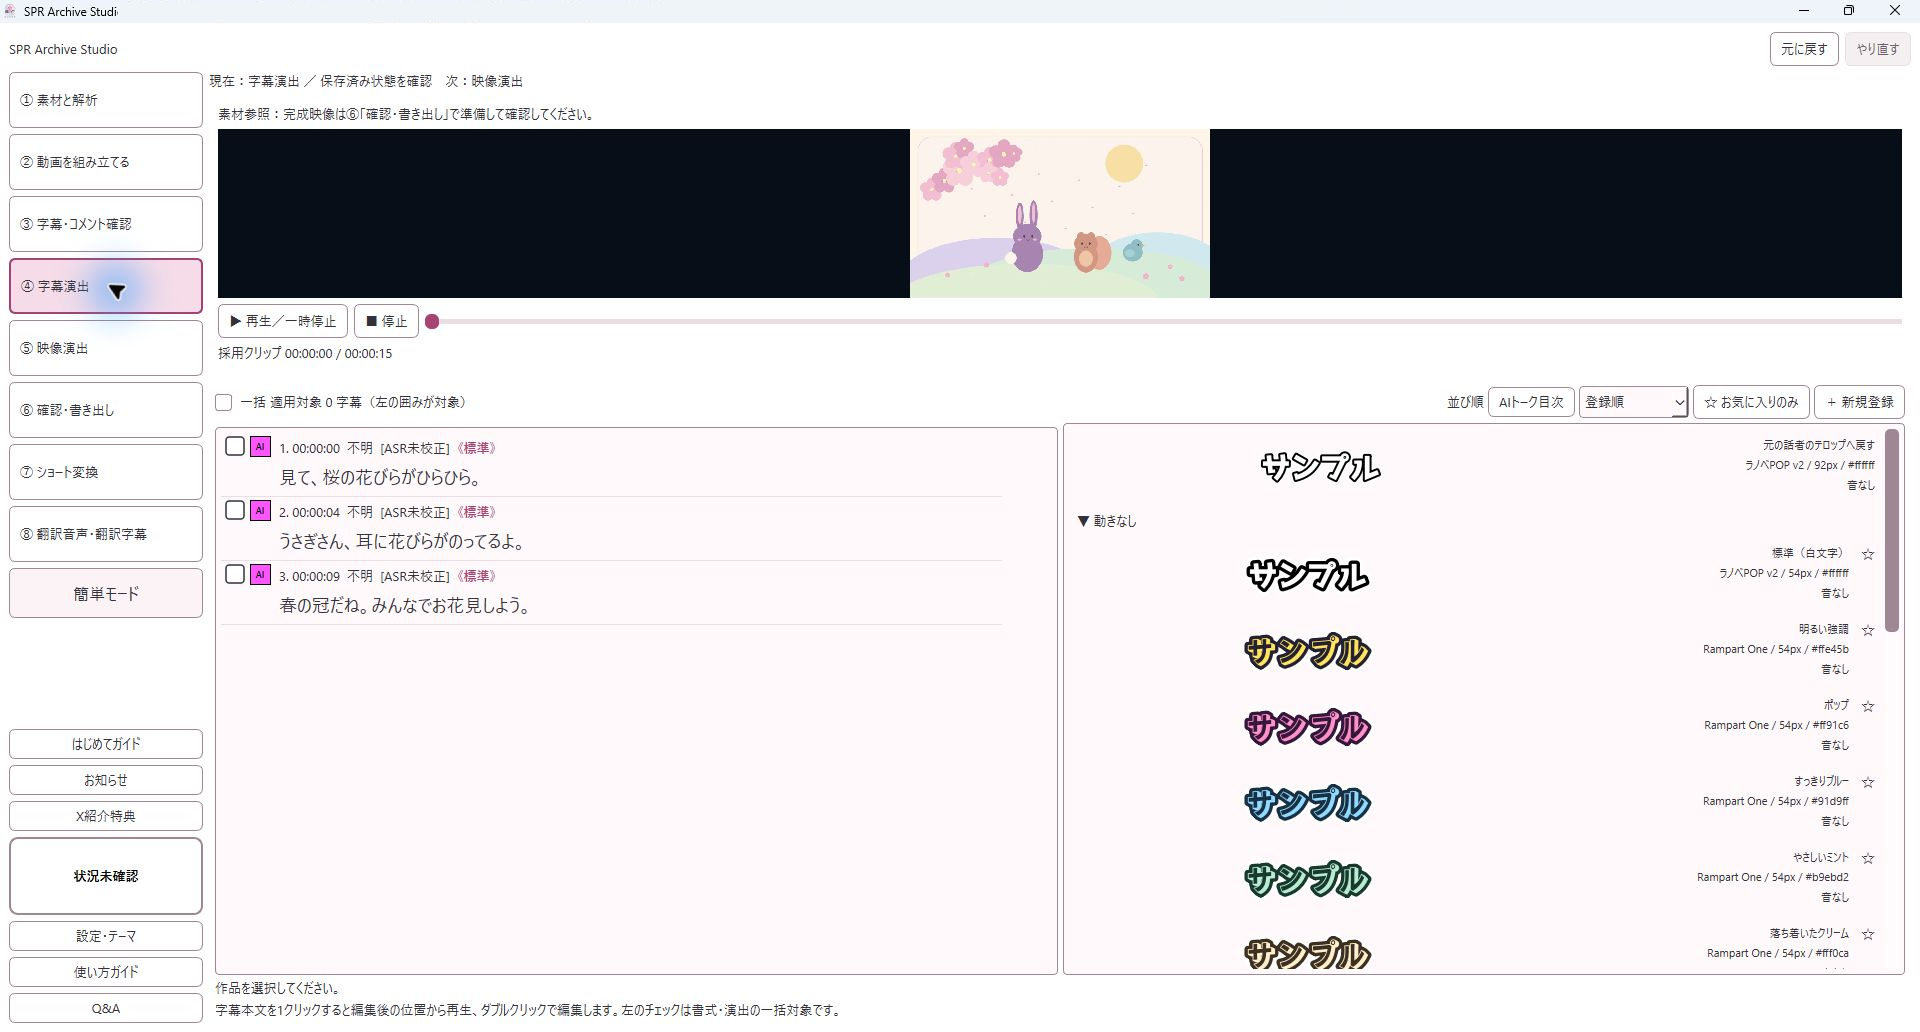 SPR Archive Studi
SPR Archive Studio
元に戻す
やり直す
① 素材と解析
② 動画を組み立てる
③ 字幕・コメント確認
④ 字幕演出
⑤ 映像演出
⑥ 確認・書き出し
⑦ ショート変換
⑧ 翻訳音声・翻訳字幕
簡単モード
はじめてガイド
お知らせ
X紹介特典
状況未確認
設定・テーマ
使い方ガイド
Q&A
現在：字幕演出 ／ 保存済み状態を確認　次：映像演出
素材参照：完成映像は⑥「確認・書き出し」で準備して確認してください。
▶ 再生／一時停止
■ 停止
採用クリップ 00:00:00 / 00:00:15
一括 適用対象 0 字幕（左の囲みが対象）
並び順
AIトーク目次
登録順
☆ お気に入りのみ
＋ 新規登録
AI 1. 00:00:00 不明 [ASR未校正]《標準》
見て、桜の花びらがひらひら。
AI 2. 00:00:04 不明 [ASR未校正]《標準》
うさぎさん、耳に花びらがのってるよ。
AI 3. 00:00:09 不明 [ASR未校正]《標準》
春の冠だね。みんなでお花見しよう。
サンプル
元の話者のテロップへ戻す
ラノベPOP v2 / 92px / #ffffff
音なし
▼ 動きなし
サンプル
標準（白文字） ☆
ラノベPOP v2 / 54px / #ffffff
音なし
サンプル
明るい強調 ☆
Rampart One / 54px / #ffe45b
音なし
サンプル
ポップ ☆
Rampart One / 54px / #ff91c6
音なし
サンプル
すっきりブルー ☆
Rampart One / 54px / #91d9ff
音なし
サンプル
やさしいミント ☆
Rampart One / 54px / #b9ebd2
音なし
サンプル
落ち着いたクリーム ☆
Rampart One / 54px / #fff0ca
作品を選択してください。
字幕本文を1クリックすると編集後の位置から再生、ダブルクリックで編集します。左のチェックは書式・演出の一括対象です。